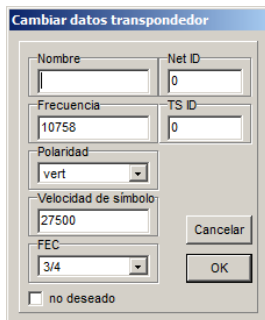 Cambiar datos transpondedor
Nombre
Net ID
0
Frecuencia
TS ID
10758
0
Polaridad
vert
Velocidad de símbolo
27500
Cancelar
FEC
3/4
OK
no deseado